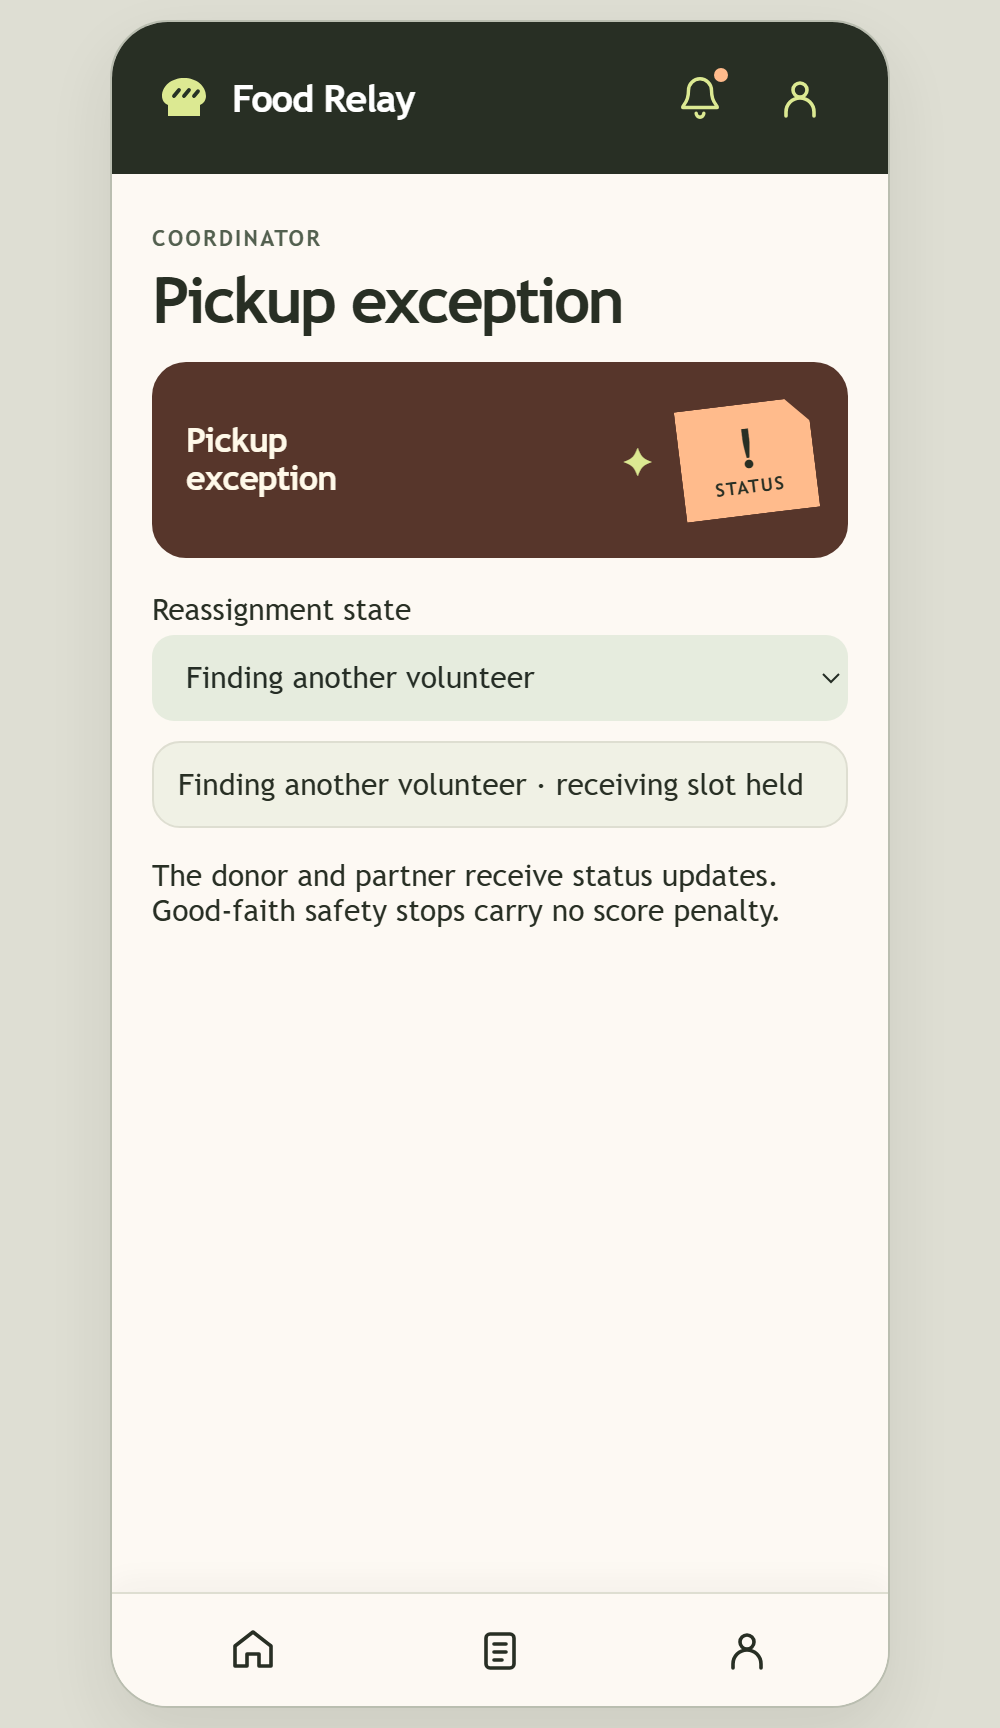 Food Relay
COORDINATOR
Pickup exception
Pickup
exception
!
STATUS
Reassignment state
Finding another volunteer
Finding another volunteer · receiving slot held
The donor and partner receive status updates.
Good-faith safety stops carry no score penalty.